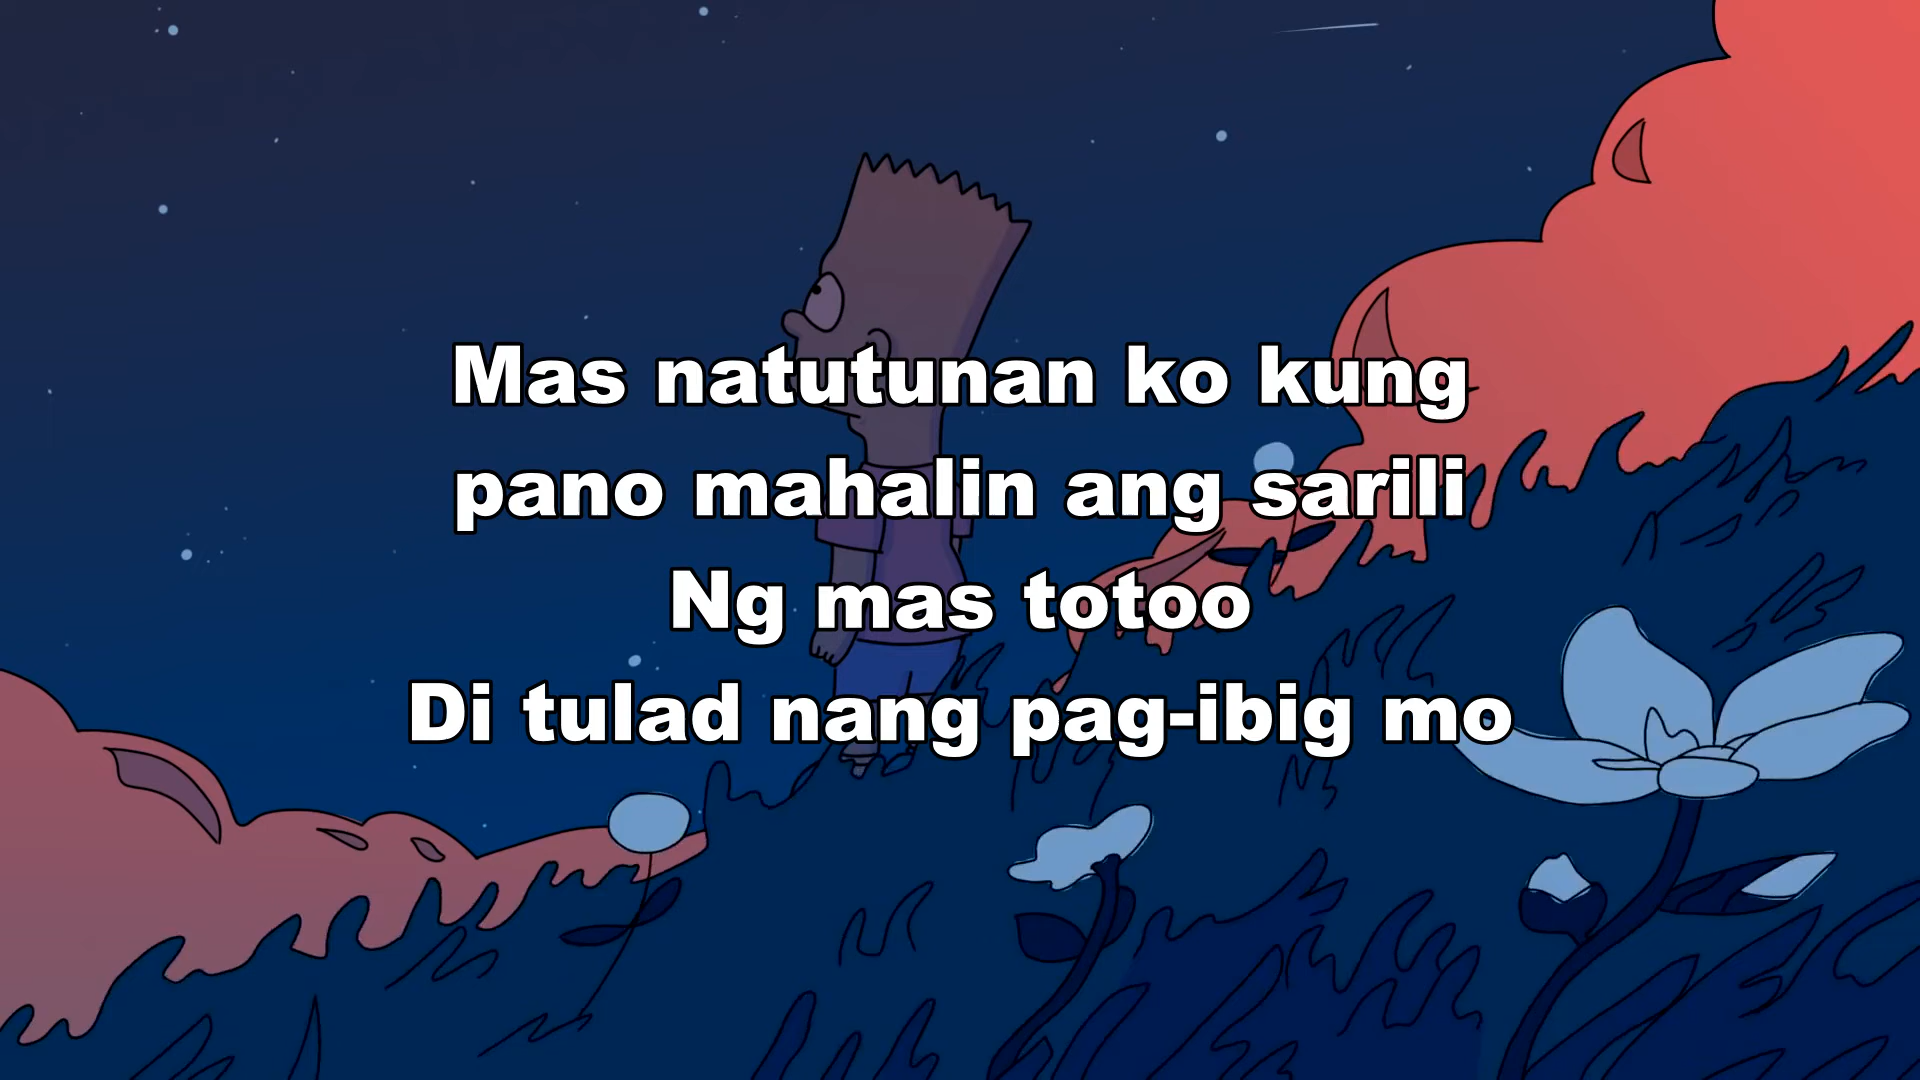 Mas natutunan ko kung
pano mahalin ang sarili
Ng mas totoo
Di tulad nang pag-ibig mo